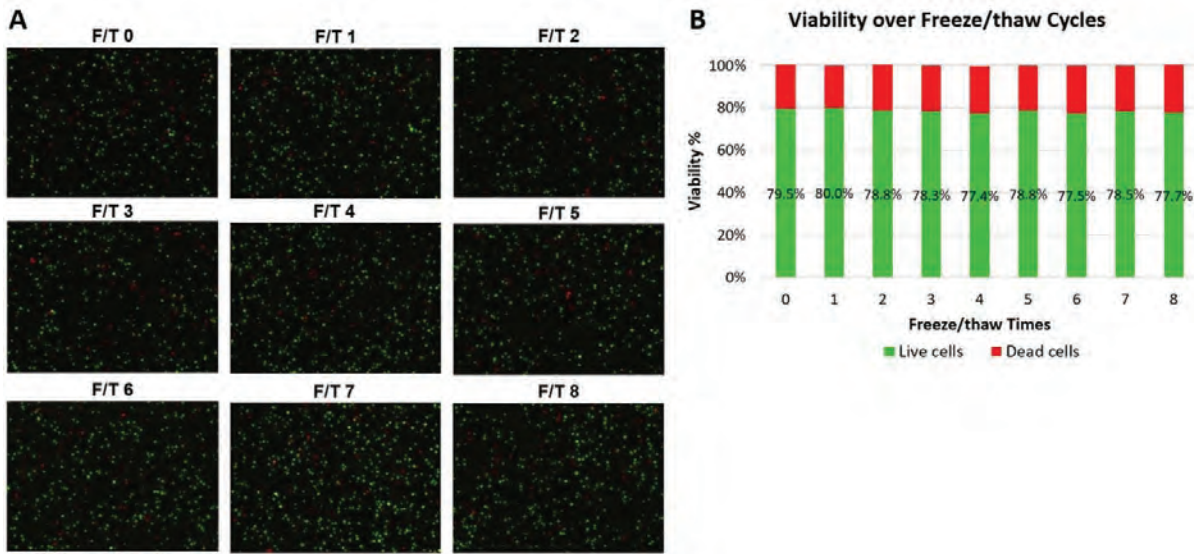 A
F/T 0
F/T 1
F/T 2
F/T 3
F/T 4
F/T 5
F/T 6
F/T 7
F/T 8
B
Viability over Freeze/thaw Cycles
Viability %
100%
80%
60%
40%
20%
0%
79.5% 80.0% 78.8% 78.3% 77.4% 78.8% 77.5% 78.5% 77.7%
0 1 2 3 4 5 6 7 8
Freeze/thaw Times
Live cells Dead cells